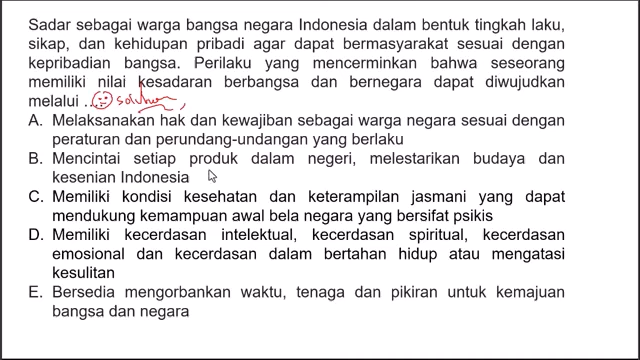 Sadar sebagai warga bangsa negara Indonesia dalam bentuk tingkah laku,
sikap, dan kehidupan pribadi agar dapat bermasyarakat sesuai dengan
kepribadian bangsa. Perilaku yang mencerminkan bahwa seseorang
memiliki nilai kesadaran berbangsa dan bernegara dapat diwujudkan
melalui ...
A. Melaksanakan hak dan kewajiban sebagai warga negara sesuai dengan
peraturan dan perundang-undangan yang berlaku
B. Mencintai setiap produk dalam negeri, melestarikan budaya dan
kesenian Indonesia
C. Memiliki kondisi kesehatan dan keterampilan jasmani yang dapat
mendukung kemampuan awal bela negara yang bersifat psikis
D. Memiliki kecerdasan intelektual, kecerdasan spiritual, kecerdasan
emosional dan kecerdasan dalam bertahan hidup atau mengatasi
kesulitan
E. Bersedia mengorbankan waktu, tenaga dan pikiran untuk kemajuan
bangsa dan negara